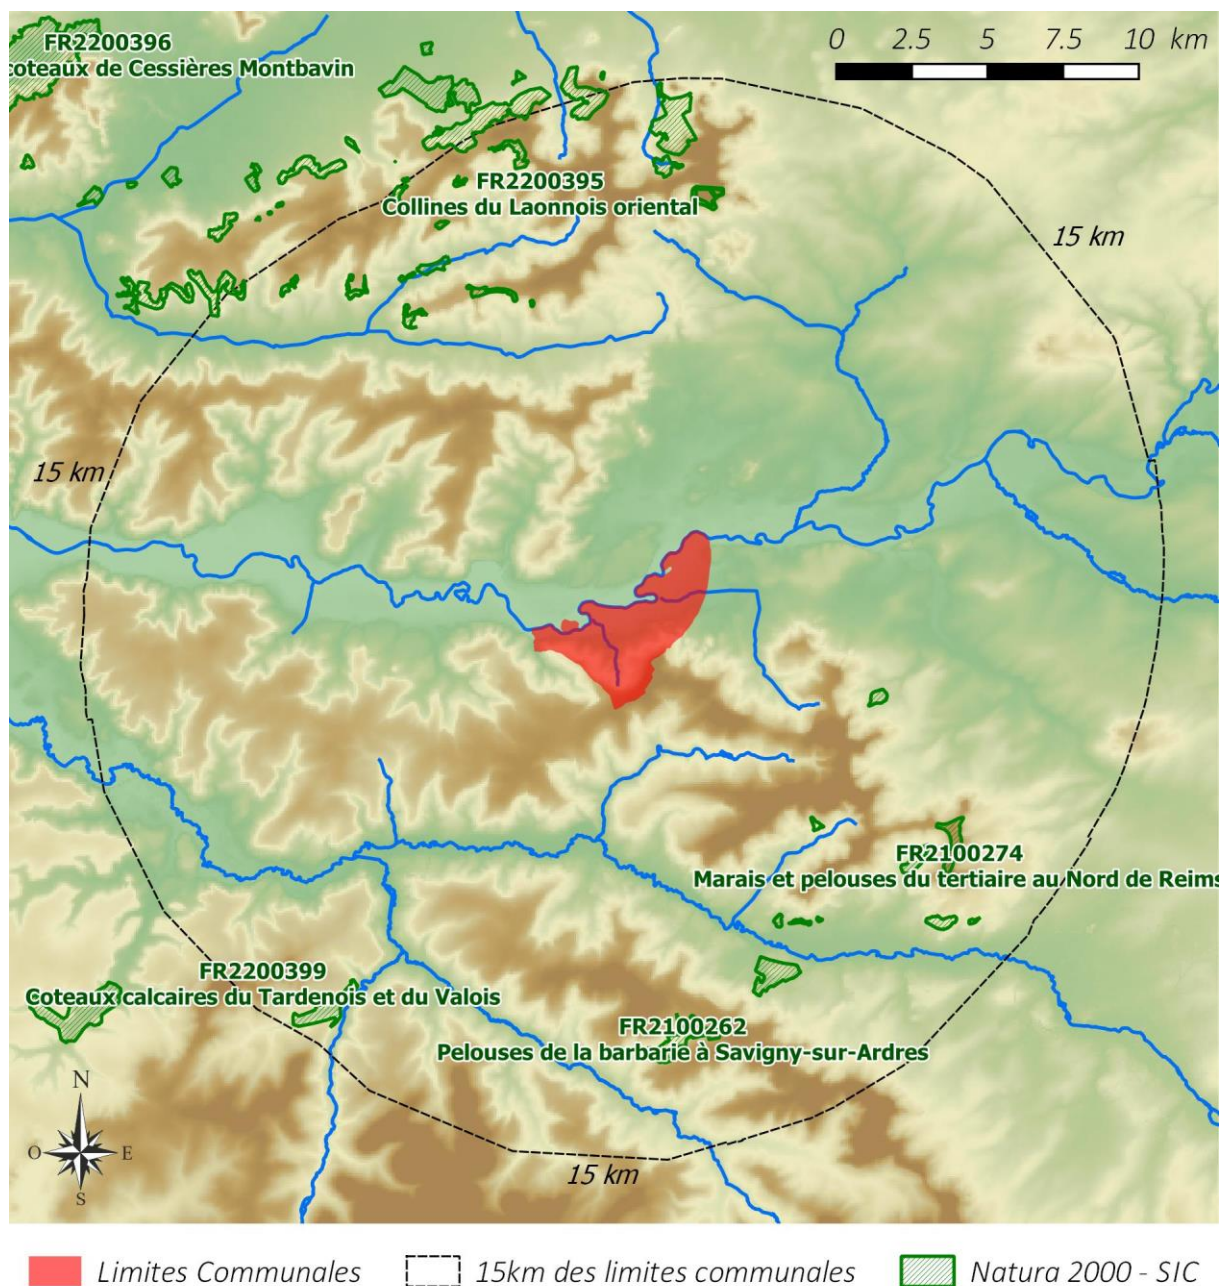 FR2200396
coteaux de Cessières Montbavin
0 2.5 5 7.5 10 km
FR2200395
Collines du Laonnois oriental
15 km
15 km
FR2100274
Marais et pelouses du tertiaire au Nord de Reims
FR2200399
Coteaux calcaires du Tardenois et du Valois
FR2100262
Pelouses de la barbarie à Savigny-sur-Ardres
N
O E
S
15 km
Limites Communales
15km des limites communales
Natura 2000 - SIC